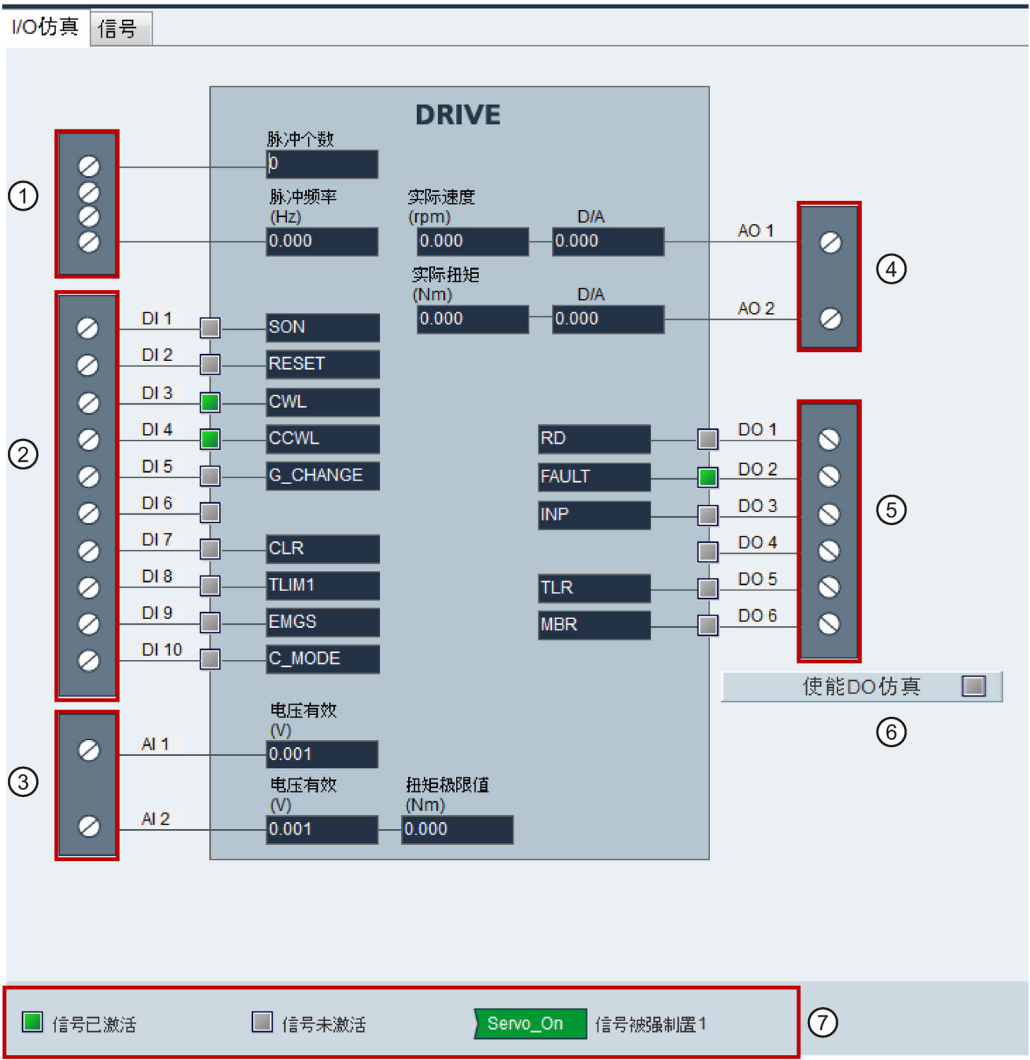 I/O仿真 信号
DRIVE
脉冲个数
0
脉冲频率
(Hz)
0.000
实际速度
(rpm)
0.000
D/A
0.000
AO 1
实际扭矩
(Nm)
0.000
D/A
0.000
AO 2
①
②
③
④
⑤
⑥
DI 1 SON
DI 2 RESET
DI 3 CWL
DI 4 CCWL
DI 5 G_CHANGE
DI 6
DI 7 CLR
DI 8 TLIM1
DI 9 EMGS
DI 10 C_MODE
RD DO 1
FAULT DO 2
INP DO 3
DO 4
TLR DO 5
MBR DO 6
使能DO仿真
电压有效
(V)
AI 1 0.001
电压有效
(V)
AI 2 0.001
扭矩极限值
(Nm)
0.000
信号已激活 信号未激活 Servo_On 信号被强制置1 ⑦